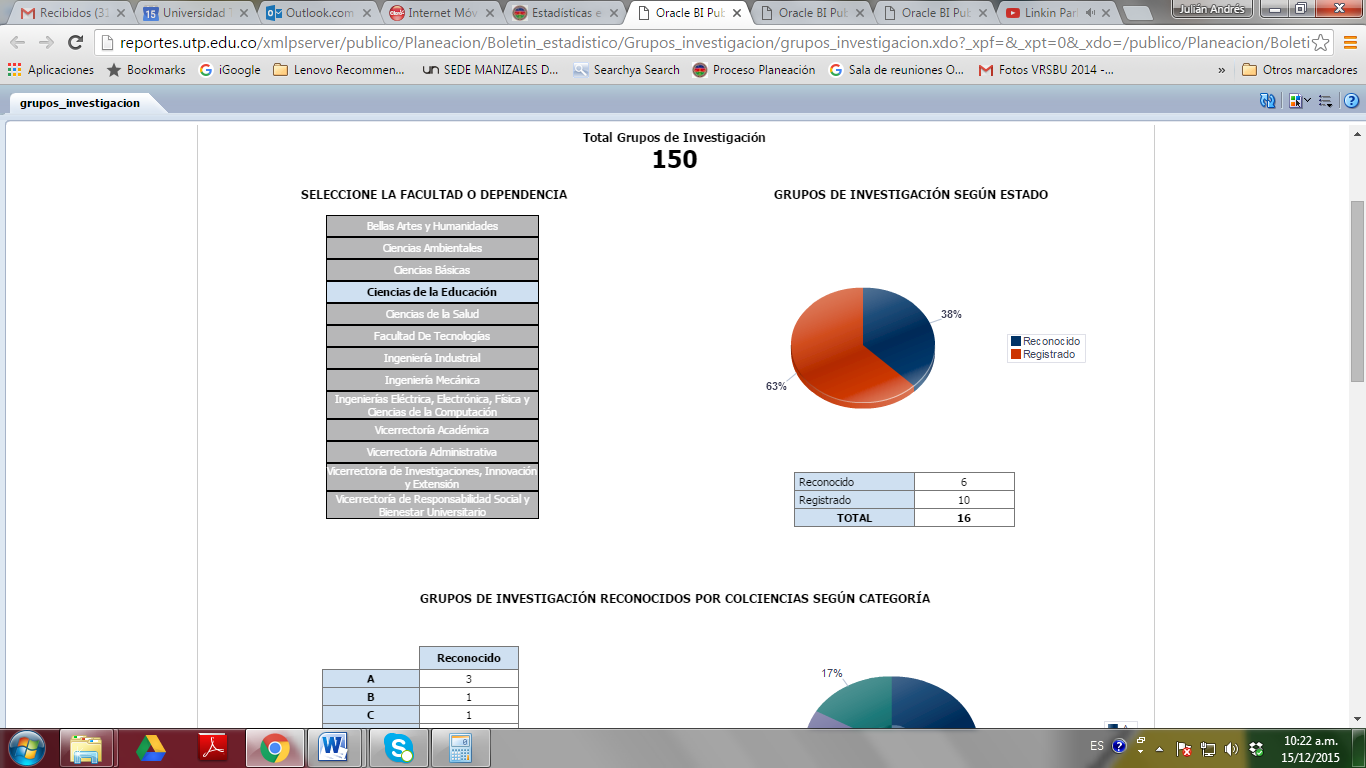 Recibidos (31
Universidad T
Outlook.com
Internet Móv
Estadísticas e
Oracle BI Pub
Oracle BI Pub
Oracle BI Pub
Linkin Par
Julián Andrés
reportes.utp.edu.co/xmlpserver/publico/Planeacion/Boletin_estadistico/Grupos_investigacion/grupos_investigacion.xdo?_xpf=&_xpt=0&_xdo=/publico/Planeacion/Boleti
Aplicaciones
Bookmarks
iGoogle
Lenovo Recommen...
SEDE MANIZALES D...
Searchya Search
Proceso Planeación
Sala de reuniones O...
Fotos VRSBU 2014 -...
»
Otros marcadores
grupos_investigacion
Total Grupos de Investigación
150
SELECCIONE LA FACULTAD O DEPENDENCIA
Bellas Artes y Humanidades
Ciencias Ambientales
Ciencias Básicas
Ciencias de la Educación
Ciencias de la Salud
Facultad De Tecnologías
Ingeniería Industrial
Ingeniería Mecánica
Ingenierías Eléctrica, Electrónica, Física y
Ciencias de la Computación
Vicerrectoría Académica
Vicerrectoría Administrativa
Vicerrectoría de Investigaciones, Innovación
y Extensión
Vicerrectoría de Responsabilidad Social y
Bienestar Universitario
GRUPOS DE INVESTIGACIÓN SEGÚN ESTADO
38%
63%
Reconocido
Registrado
Reconocido 6
Registrado 10
TOTAL 16
GRUPOS DE INVESTIGACIÓN RECONOCIDOS POR COLCIENCIAS SEGÚN CATEGORÍA
Reconocido
A 3
B 1
C 1
17%
ES
10:22 a.m.
15/12/2015